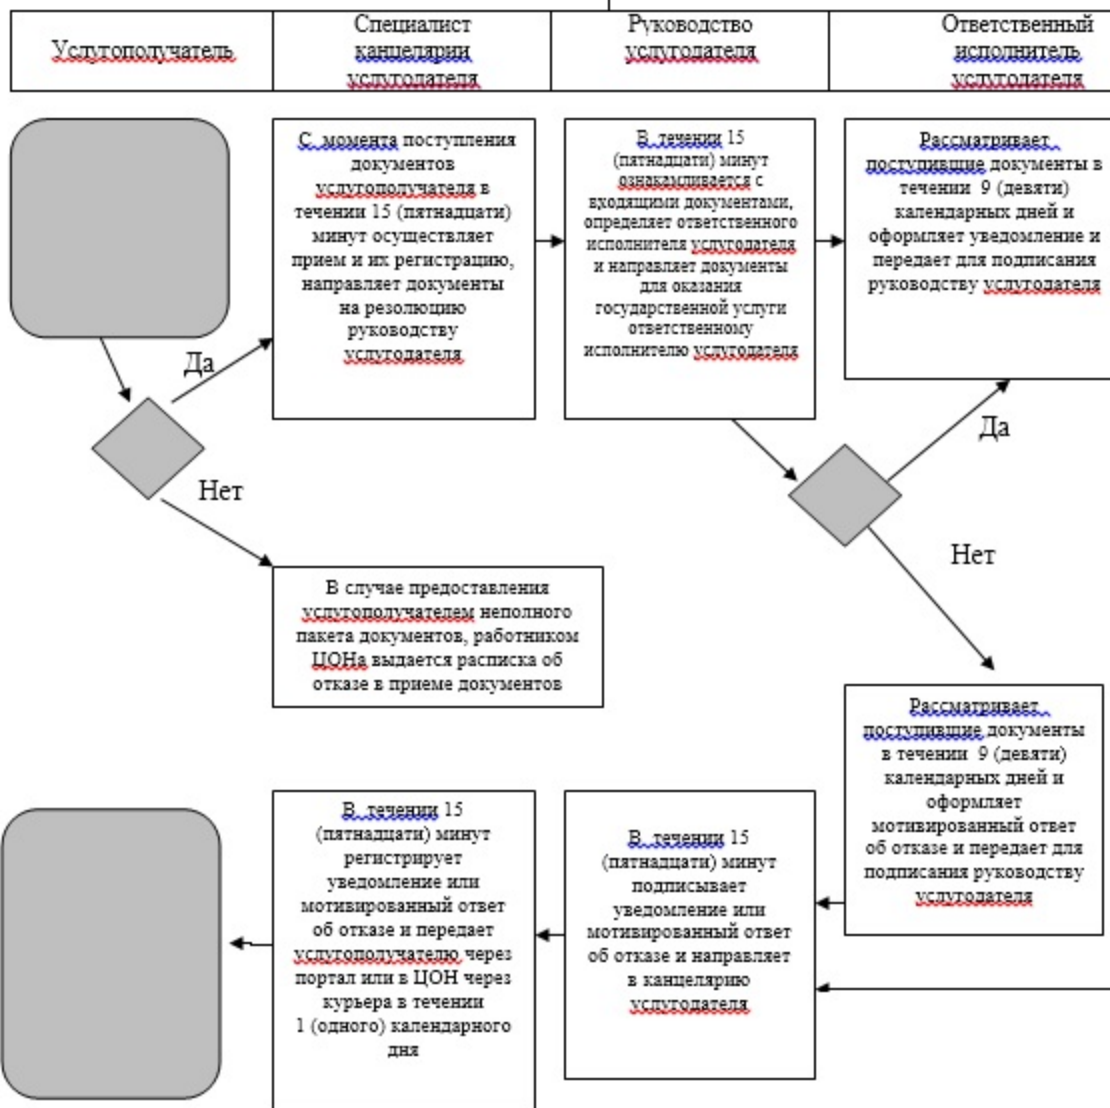 Услугополучатель
Специалист
канцелярии
услугодателя
Руководство
услугодателя
Ответственный
исполнитель
услугодателя
С момента поступления
документов
услугополучателя в
течении 15 (пятнадцати)
минут осуществляет
прием и их регистрацию,
направляет документы
на резолюцию
руководству
услугодателя
В течении 15
(пятнадцати) минут
ознакамливается с
входящими документами,
определяет ответственного
исполнителя услугодателя
и направляет документы
для оказания
государственной услуги
ответственному
исполнителю услугодателя
Рассматривает
поступившие документы в
течении 9 (девяти)
календарных дней и
оформляет уведомление и
передает для подписания
руководству услугодателя
Да
Нет
Да
Нет
В случае предоставления
услугополучателем неполного
пакета документов, работником
ЦОНа выдается расписка об
отказе в приеме документов
Рассматривает
поступившие документы
в течении 9 (девяти)
календарных дней и
оформляет
мотивированный ответ
об отказе и передает для
подписания руководству
услугодателя
В течении 15
(пятнадцати) минут
регистрирует
уведомление или
мотивированный ответ
об отказе и передает
услугополучателю через
портал или в ЦОН через
курьера в течении
1 (одного) календарного
дня
В течении 15
(пятнадцати) минут
подписывает
уведомление или
мотивированный ответ
об отказе и направляет
в канцелярию
услугодателя